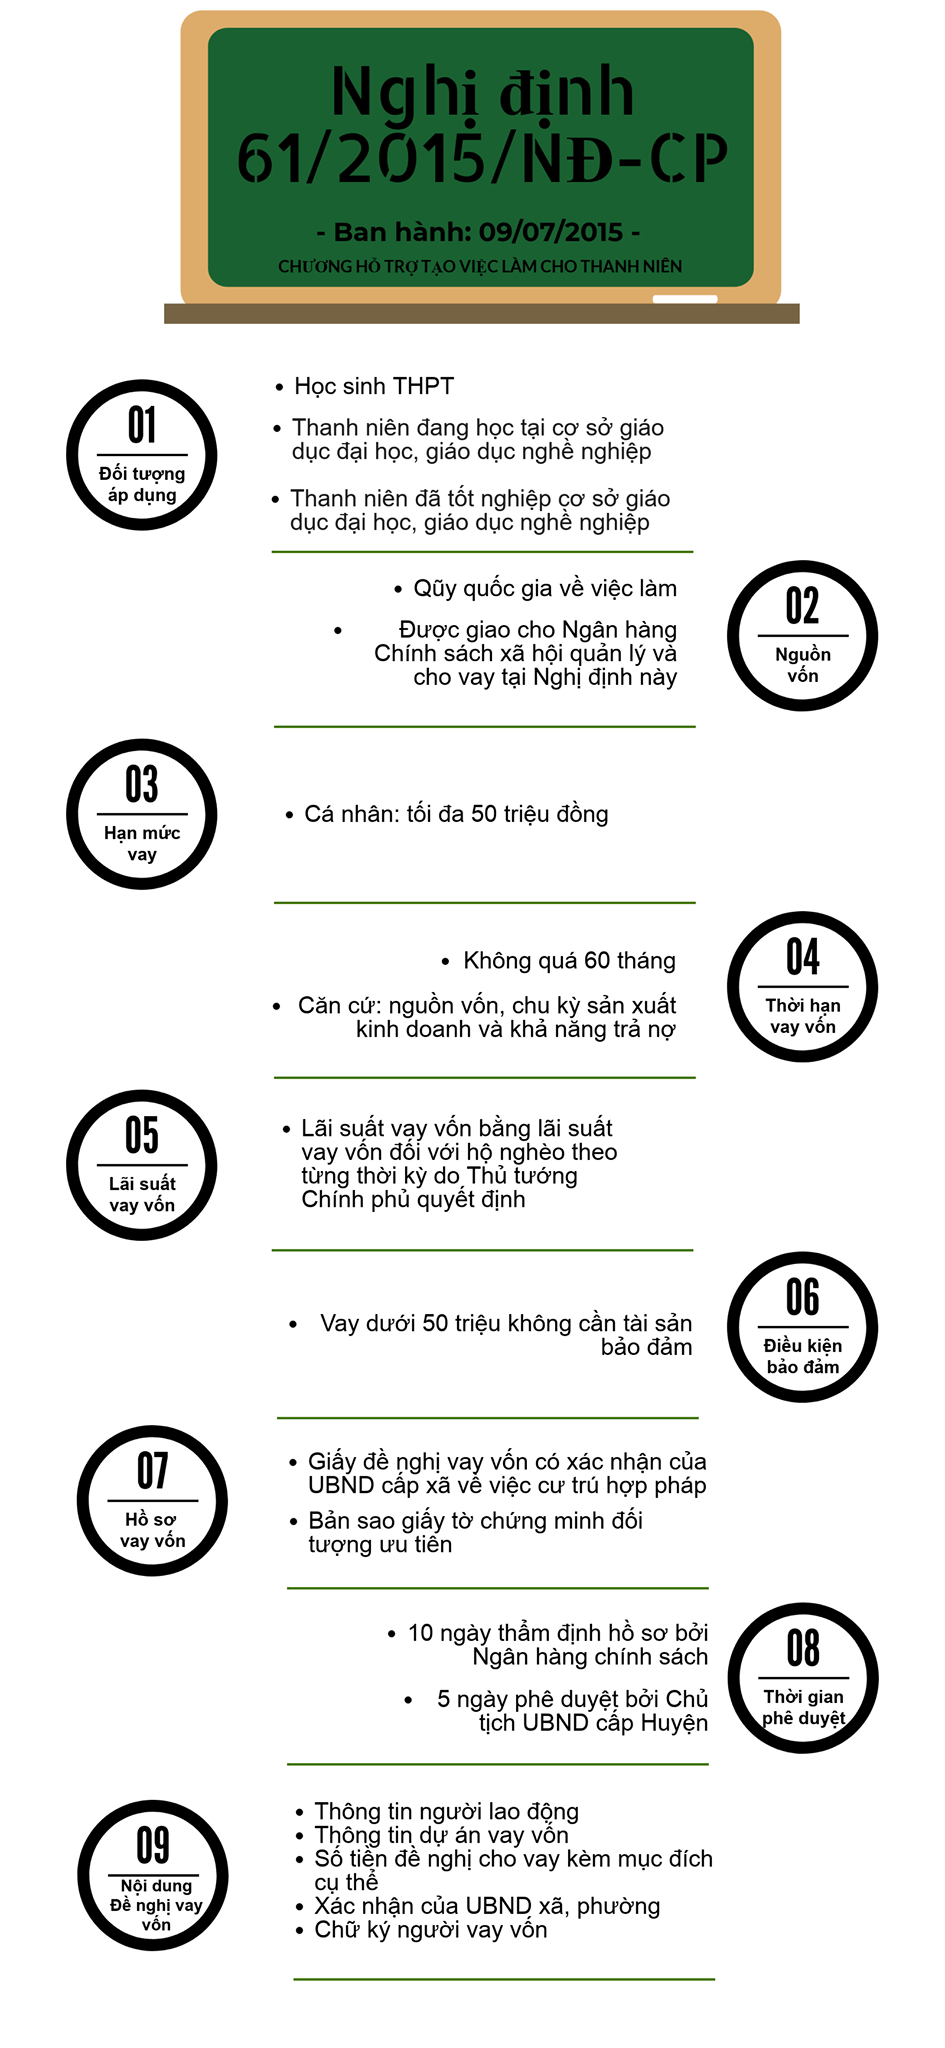 Nghị định
61/2015/NĐ-CP
- Ban hành: 09/07/2015 -
CHƯƠNG HỖ TRỢ TẠO VIỆC LÀM CHO THANH NIÊN
01
Đối tượng
áp dụng
• Học sinh THPT
• Thanh niên đang học tại cơ sở giáo
dục đại học, giáo dục nghề nghiệp
• Thanh niên đã tốt nghiệp cơ sở giáo
dục đại học, giáo dục nghề nghiệp
02
Nguồn
vốn
• Qũy quốc gia về việc làm
• Được giao cho Ngân hàng
Chính sách xã hội quản lý và
cho vay tại Nghị định này
03
Hạn mức
vay
• Cá nhân: tối đa 50 triệu đồng
04
Thời hạn
vay vốn
• Không quá 60 tháng
• Căn cứ: nguồn vốn, chu kỳ sản xuất
kinh doanh và khả năng trả nợ
05
Lãi suất
vay vốn
• Lãi suất vay vốn bằng lãi suất
vay vốn đối với hộ nghèo theo
từng thời kỳ do Thủ tướng
Chính phủ quyết định
06
Điều kiện
bảo đảm
• Vay dưới 50 triệu không cần tài sản
bảo đảm
07
Hồ sơ
vay vốn
• Giấy đề nghị vay vốn có xác nhận của
UBND cấp xã về việc cư trú hợp pháp
• Bản sao giấy tờ chứng minh đối
tượng ưu tiên
08
Thời gian
phê duyệt
• 10 ngày thẩm định hồ sơ bởi
Ngân hàng chính sách
• 5 ngày phê duyệt bởi Chủ
tịch UBND cấp Huyện
09
Nội dung
Đề nghị vay
vốn
• Thông tin người lao động
• Thông tin dự án vay vốn
• Số tiền đề nghị cho vay kèm mục đích
cụ thể
• Xác nhận của UBND xã, phường
• Chữ ký người vay vốn